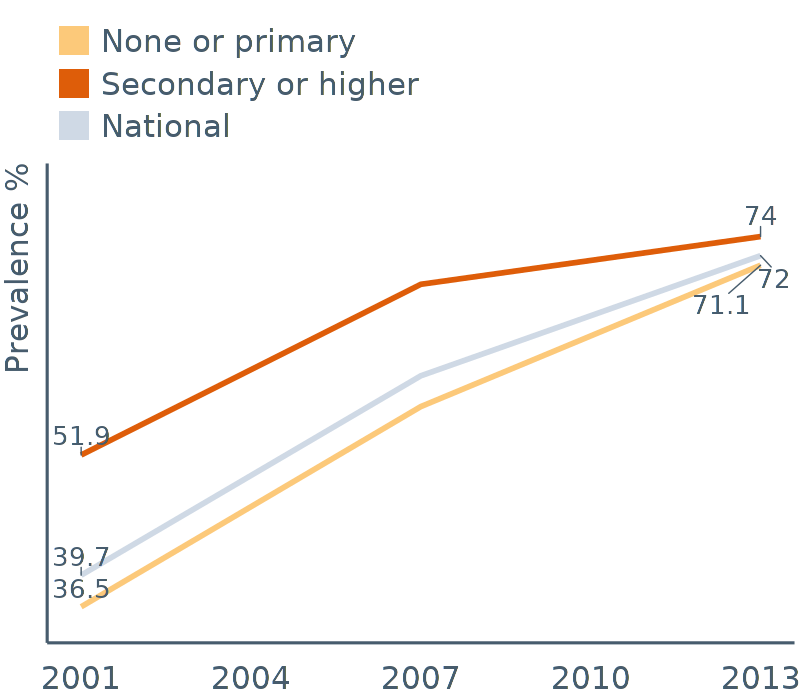 None or primary
Secondary or higher
National
Prevalence %
74
72
71.1
51.9
39.7
36.5
2001 2004 2007 2010 2013